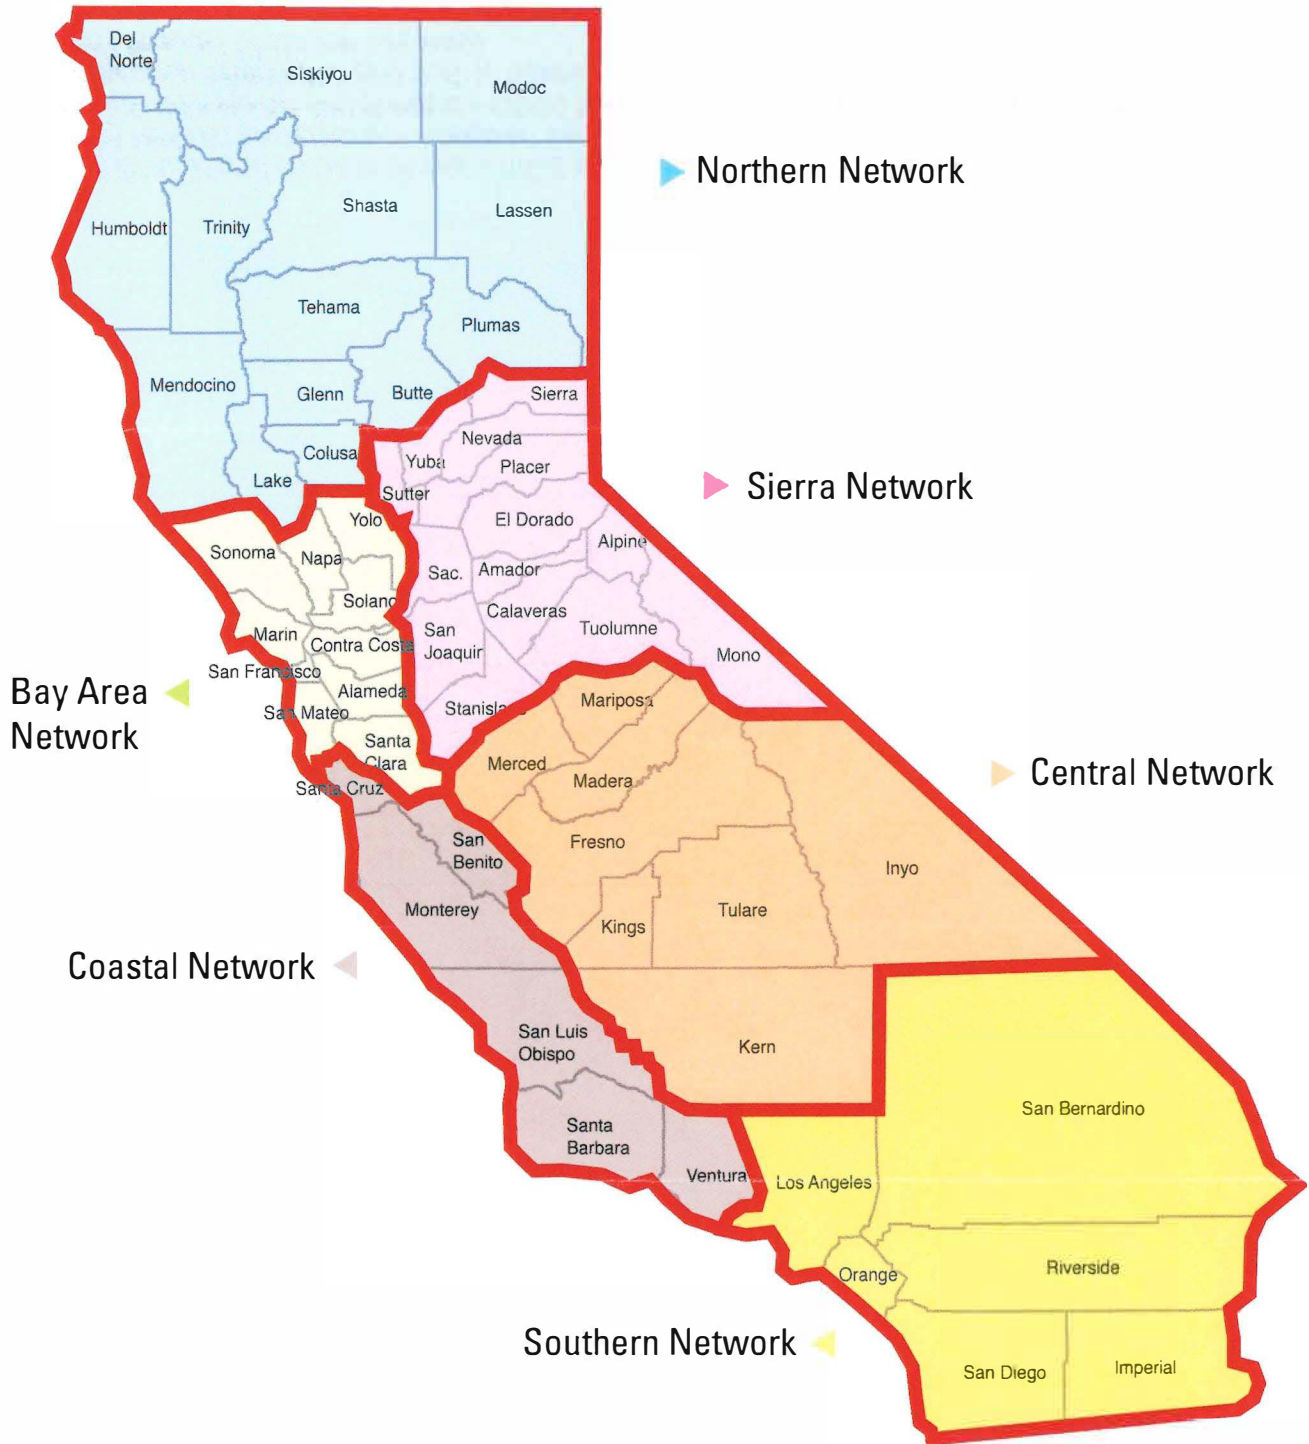 Del
Norte
Siskiyou
Modoc
Northern Network
Shasta
Lassen
Humboldt
Trinity
Tehama
Plumas
Mendocino
Glenn
Butte
Sierra
Nevada
Colusa
Yuba
Placer
Lake
Sutter
Sierra Network
Yolo
El Dorado
Alpine
Sonoma
Napa
Sac.
Amador
Solano
Calaveras
Marin
Contra Costa
San
Joaquin
Tuolumne
Mono
San Francisco
Alameda
Bay Area
Network
San Mateo
Stanislaus
Mariposa
Santa
Clara
Merced
Madera
Central Network
Santa Cruz
San
Benito
Fresno
Inyo
Monterey
Kings
Tulare
Coastal Network
San Luis
Obispo
Kern
San Bernardino
Santa
Barbara
Ventura
Los Angeles
Orange
Riverside
Southern Network
San Diego
Imperial